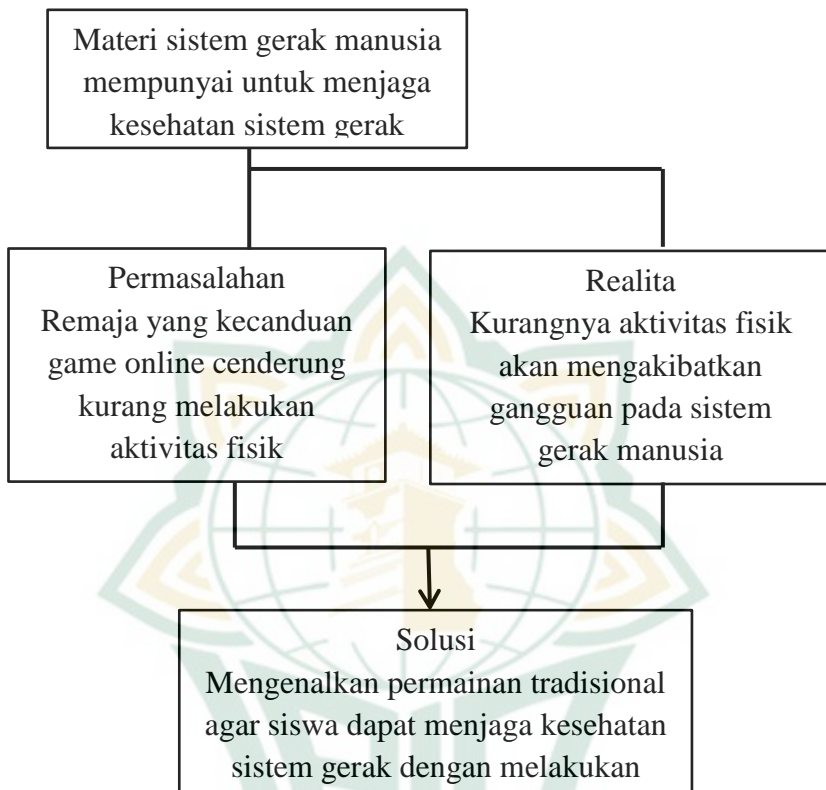 Materi sistem gerak manusia
mempunyai untuk menjaga
kesehatan sistem gerak
Permasalahan
Remaja yang kecanduan
game online cenderung
kurang melakukan
aktivitas fisik
Realita
Kurangnya aktivitas fisik
akan mengakibatkan
gangguan pada sistem
gerak manusia
Solusi
Mengenalkan permainan tradisional
agar siswa dapat menjaga kesehatan
sistem gerak dengan melakukan